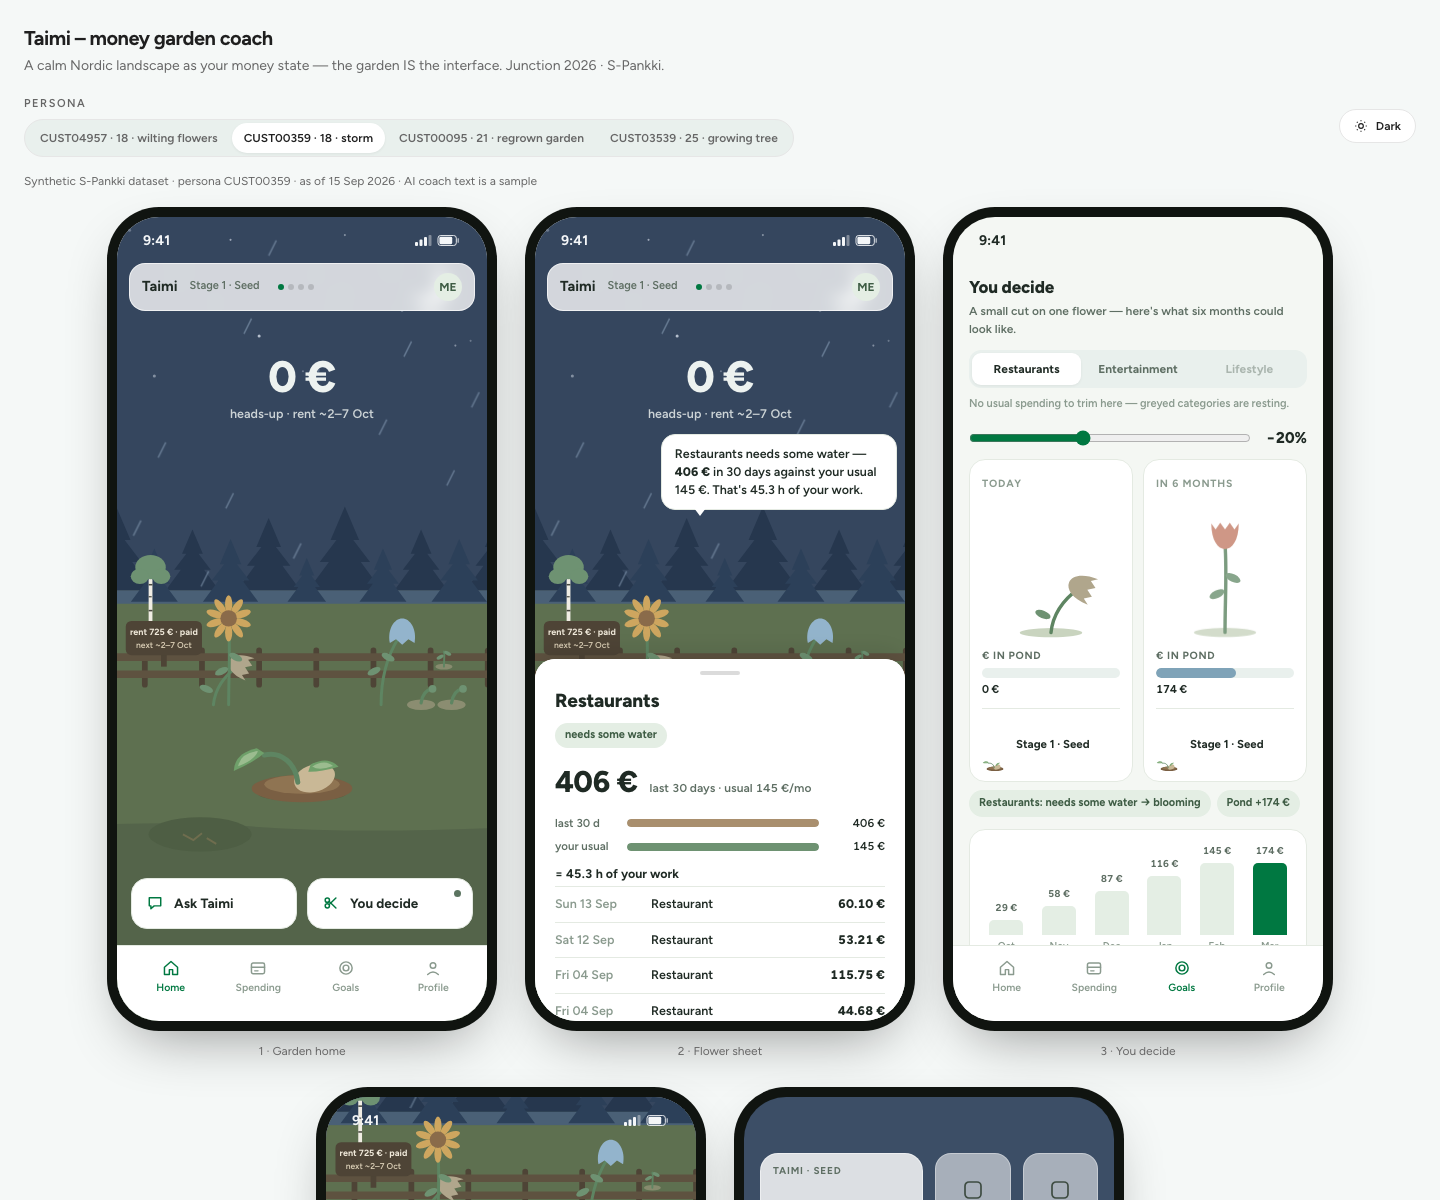 Taimi – money garden coach
A calm Nordic landscape as your money state — the garden IS the interface. Junction 2026 · S-Pankki.
PERSONA
CUST04957 · 18 · wilting flowers
CUST00359 · 18 · storm
CUST00095 · 21 · regrown garden
CUST03539 · 25 · growing tree
Dark
Synthetic S-Pankki dataset · persona CUST00359 · as of 15 Sep 2026 · AI coach text is a sample
9:41
Taimi Stage 1 · Seed
ME
0 €
heads-up · rent ~2–7 Oct
rent 725 € · paid
next ~2–7 Oct
Ask Taimi
You decide
Home
Spending
Goals
Profile
1 · Garden home
9:41
Taimi Stage 1 · Seed
ME
0 €
heads-up · rent ~2–7 Oct
Restaurants needs some water —
406 € in 30 days against your usual
145 €. That's 45.3 h of your work.
rent 725 € · paid
next ~2–7 Oct
Restaurants
needs some water
406 € last 30 days · usual 145 €/mo
last 30 d 406 €
your usual 145 €
= 45.3 h of your work
Sun 13 Sep Restaurant 60.10 €
Sat 12 Sep Restaurant 53.21 €
Fri 04 Sep Restaurant 115.75 €
Fri 04 Sep Restaurant 44.68 €
2 · Flower sheet
9:41
You decide
A small cut on one flower — here's what six months could
look like.
Restaurants
Entertainment
Lifestyle
No usual spending to trim here — greyed categories are resting.
−20%
TODAY
€ IN POND
0 €
Stage 1 · Seed
IN 6 MONTHS
€ IN POND
174 €
Stage 1 · Seed
Restaurants: needs some water → blooming
Pond +174 €
29 €
58 €
87 €
116 €
145 €
174 €
Oct
Nov
Dec
Jan
Feb
Mar
Home
Spending
Goals
Profile
3 · You decide
9:41
rent 725 € · paid
next ~2–7 Oct
TAIMI · SEED